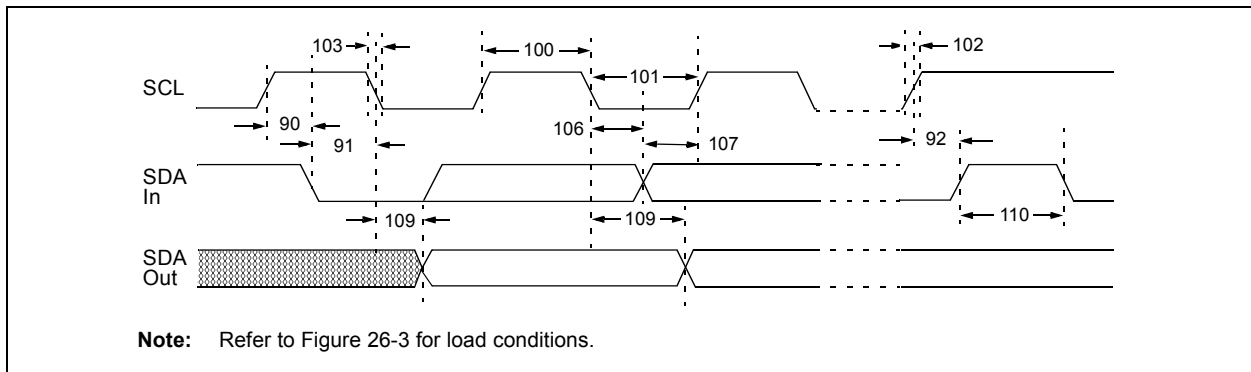 103
100
102
SCL
101
90
106
92
91
107
SDA
In
109
109
110
SDA
Out
Note: Refer to Figure 26-3 for load conditions.